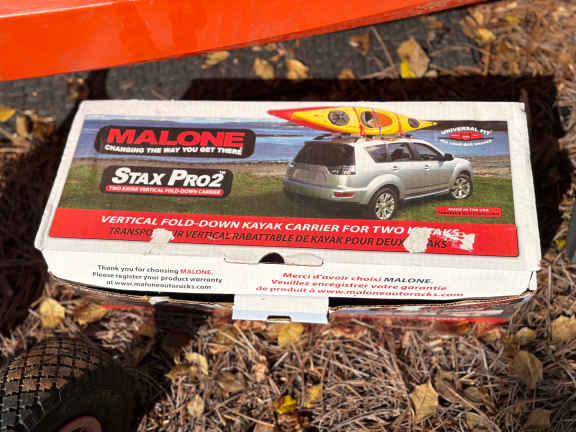 MALONE
CHANGING THE WAY YOU GET THERE
STAX PRO2
TWO KAYAK VERTICAL FOLD-DOWN CARRIER
UNIVERSAL FIT
VERTICAL FOLD-DOWN KAYAK CARRIER FOR TWO
VERTICAL RABATTABLE DE KAYAK POUR DEUX
Thank you for choosing MALONE.
Please register your product warranty
at www.maloneautoracks.com
Merci d'avoir choisi MALONE.
Veuillez enregistrer votre garantie
de produit à www.maloneautoracks.com